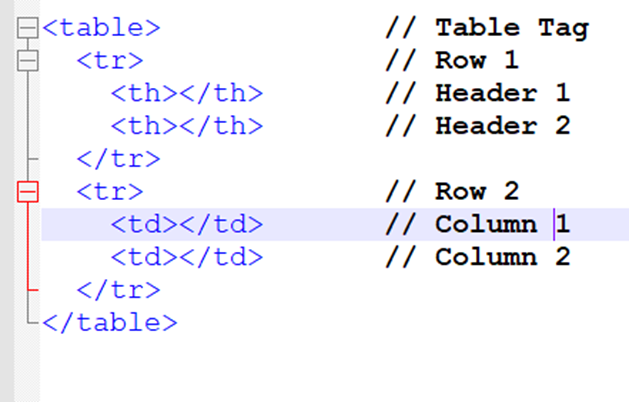 <table>                // Table Tag
  <tr>                 // Row 1
    <th></th>          // Header 1
    <th></th>          // Header 2
  </tr>
  <tr>                 // Row 2
    <td></td>          // Column 1
    <td></td>          // Column 2
  </tr>
</table>